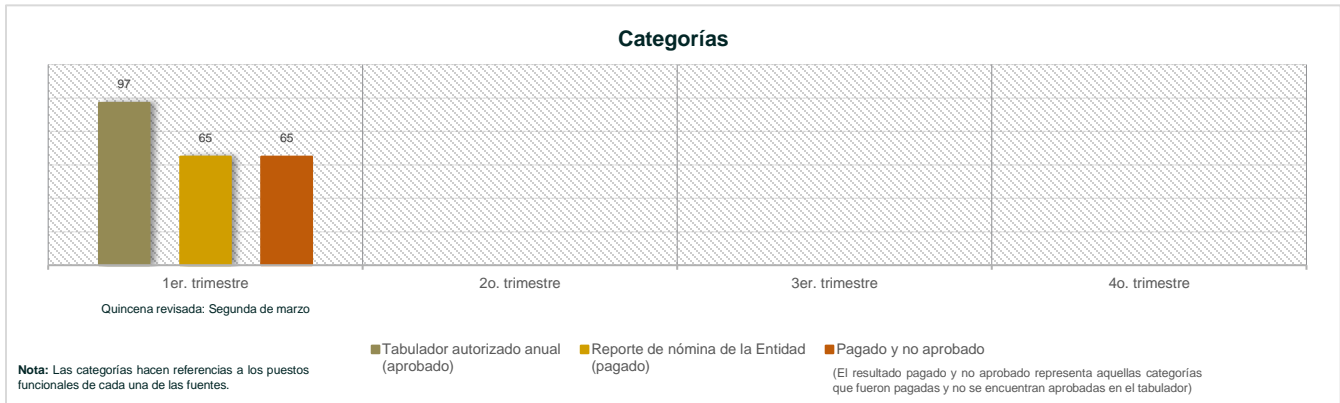 Categorías
97
65
65
1er. trimestre
2o. trimestre
3er. trimestre
4o. trimestre
Quincena revisada: Segunda de marzo
Tabulador autorizado anual
(aprobado)
Reporte de nómina de la Entidad
(pagado)
Pagado y no aprobado
(El resultado pagado y no aprobado representa aquellas categorías
que fueron pagadas y no se encuentran aprobadas en el tabulador)
Nota: Las categorías hacen referencias a los puestos
funcionales de cada una de las fuentes.